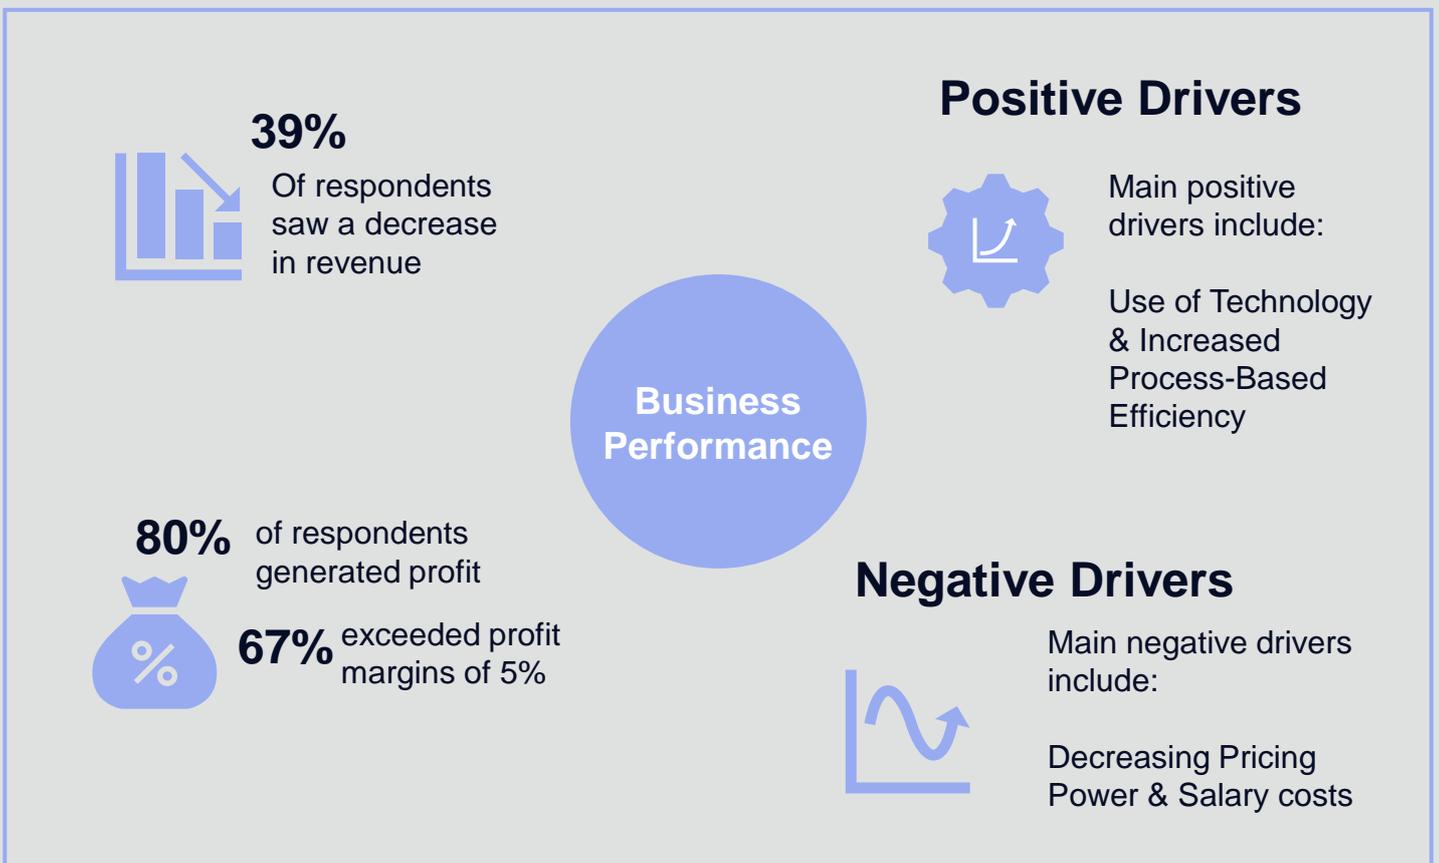 39%
Of respondents
saw a decrease
in revenue
80%
of respondents
generated profit
67%
exceeded profit
margins of 5%
Business
Performance
Positive Drivers
Main positive
drivers include:
Use of Technology
& Increased
Process-Based
Efficiency
Negative Drivers
Main negative drivers
include:
Decreasing Pricing
Power & Salary costs
%